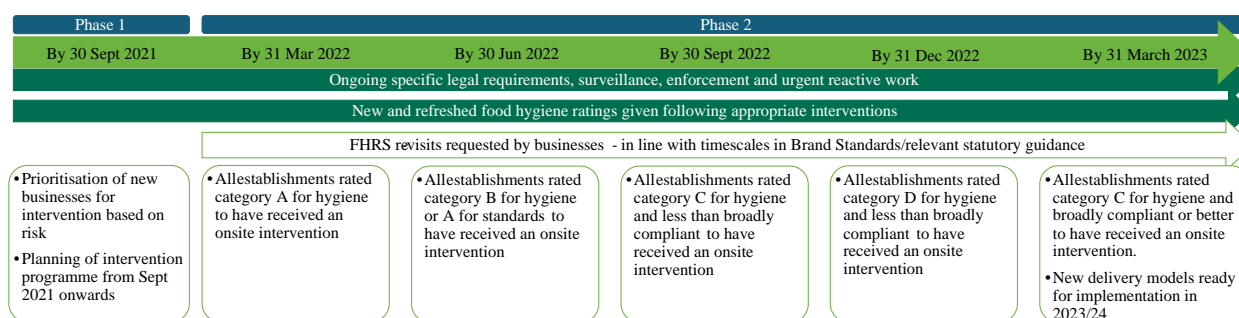 Phase 1
Phase 2
By 30 Sept 2021
By 31 Mar 2022
By 30 Jun 2022
By 30 Sept 2022
By 31 Dec 2022
By 31 March 2023
Ongoing specific legal requirements, surveillance, enforcement and urgent reactive work
New and refreshed food hygiene ratings given following appropriate interventions
FHRS revisits requested by businesses - in line with timescales in Brand Standards/relevant statutory guidance
•Prioritisation of new
businesses for
intervention based on
risk
•Planning of intervention
programme from Sept
2021 onwards
•Allestablishments rated
category A for hygiene
to have received an
onsite intervention
•Allestablishments rated
category B for hygiene
or A for standards to
have received an onsite
intervention
•Allestablishments rated
category C for hygiene
and less than broadly
compliant to have
received an onsite
intervention
•Allestablishments rated
category D for hygiene
and less than broadly
compliant to have
received an onsite
intervention
•Allestablishments rated
category C for hygiene and
broadly compliant or better
to have received an onsite
intervention.
•New delivery models ready
for implementation in
2023/24